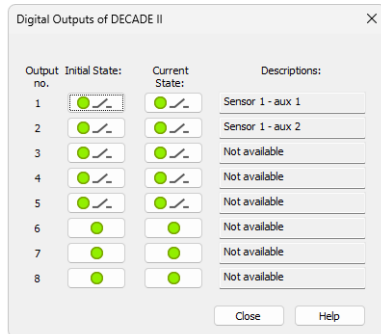 Digital Outputs of DECADE II
Output no. Initial State: Current State: Descriptions:
1 Sensor 1 - aux 1
2 Sensor 1 - aux 2
3 Not available
4 Not available
5 Not available
6 Not available
7 Not available
8 Not available
Close Help